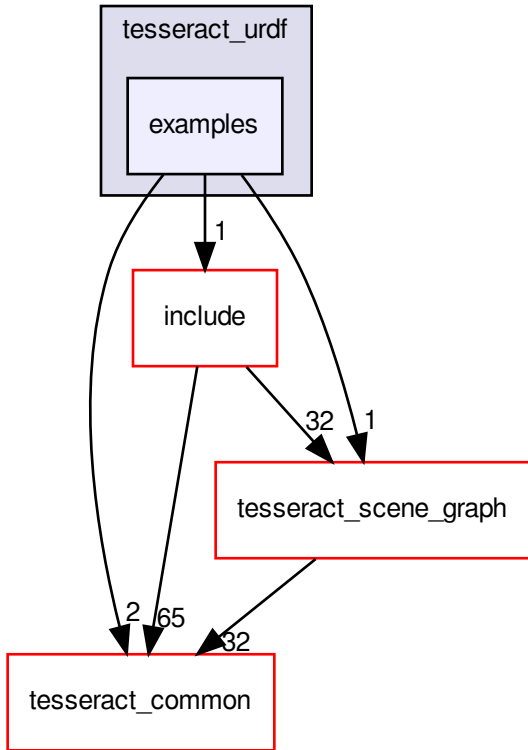 tesseract_urdf
examples
1
include
32
1
tesseract_scene_graph
2
65
32
tesseract_common